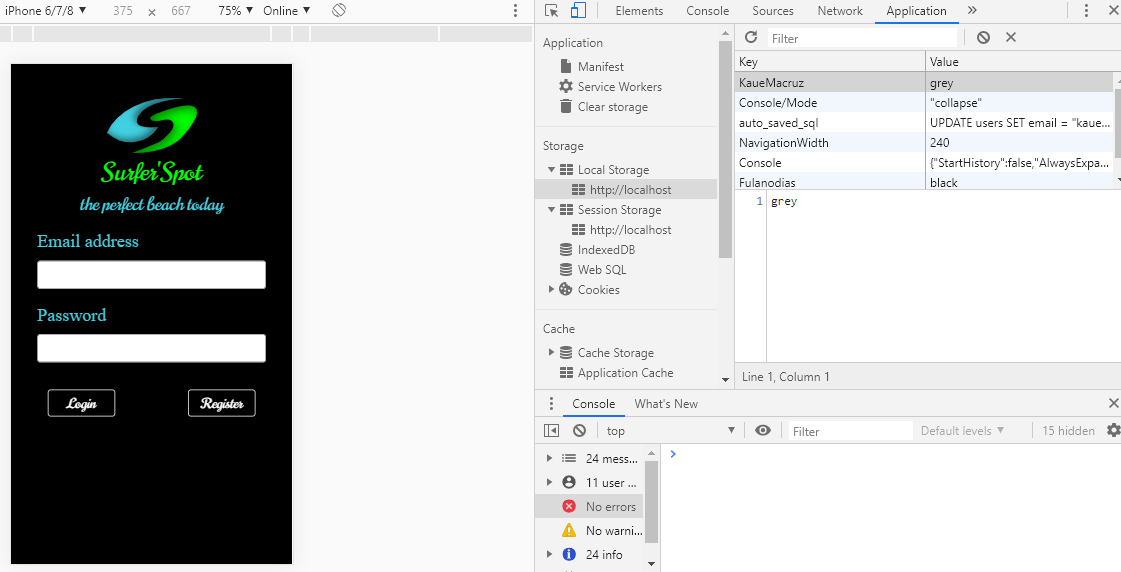 iPhone 6/7/8 ▼ 375 × 667 75% ▼ Online ▼
Surfer'Spot
the perfect beach today
Email address
Password
Login Register
Elements Console Sources Network Application »
Application
Manifest
Service Workers
Clear storage
Storage
Local Storage
http://localhost
Session Storage
http://localhost
IndexedDB
Web SQL
Cookies
Cache
Cache Storage
Application Cache
Filter
Key Value
KaueMacruz grey
Console/Mode "collapse"
auto_saved_sql UPDATE users SET email = "kaue...
NavigationWidth 240
Console {"StartHistory":false,"AlwaysExpa...
Fulanodias black
1 grey
Line 1, Column 1
Console What's New
top ▼ Filter Default levels ▼ 15 hidden
24 mess...
11 user ...
No errors
No warni...
24 info